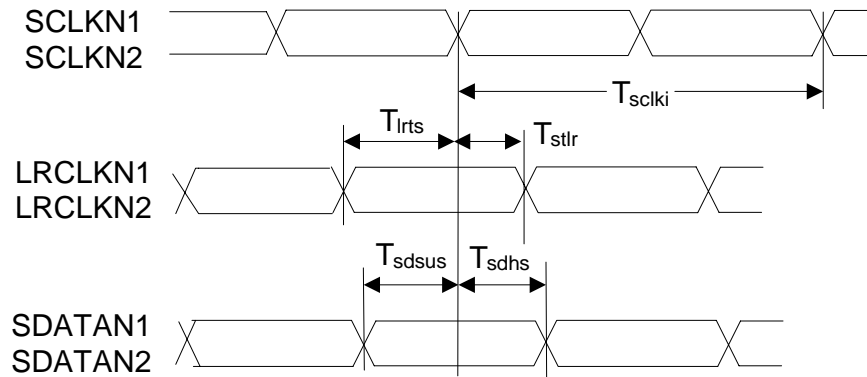 SCLKN1
SCLKN2
T_sclki
T_lrts
T_stlr
LRCLKN1
LRCLKN2
T_sdsus
T_sdhs
SDATAN1
SDATAN2